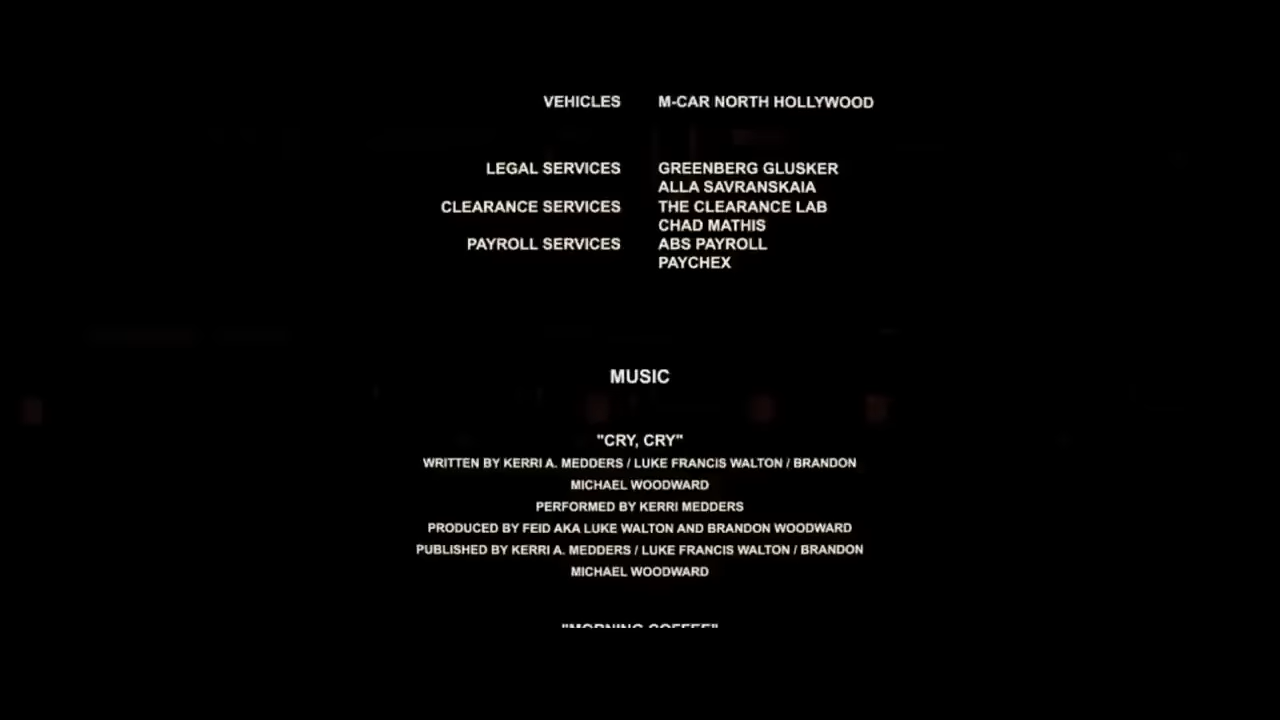 VEHICLES M-CAR NORTH HOLLYWOOD
LEGAL SERVICES GREENBERG GLUSKER
ALLA SAVRANSKAIA
CLEARANCE SERVICES THE CLEARANCE LAB
CHAD MATHIS
PAYROLL SERVICES ABS PAYROLL
PAYCHEX
MUSIC
"CRY, CRY"
WRITTEN BY KERRI A. MEDDERS / LUKE FRANCIS WALTON / BRANDON
MICHAEL WOODWARD
PERFORMED BY KERRI MEDDERS
PRODUCED BY FEID AKA LUKE WALTON AND BRANDON WOODWARD
PUBLISHED BY KERRI A. MEDDERS / LUKE FRANCIS WALTON / BRANDON
MICHAEL WOODWARD
"MORNING COFFEE"